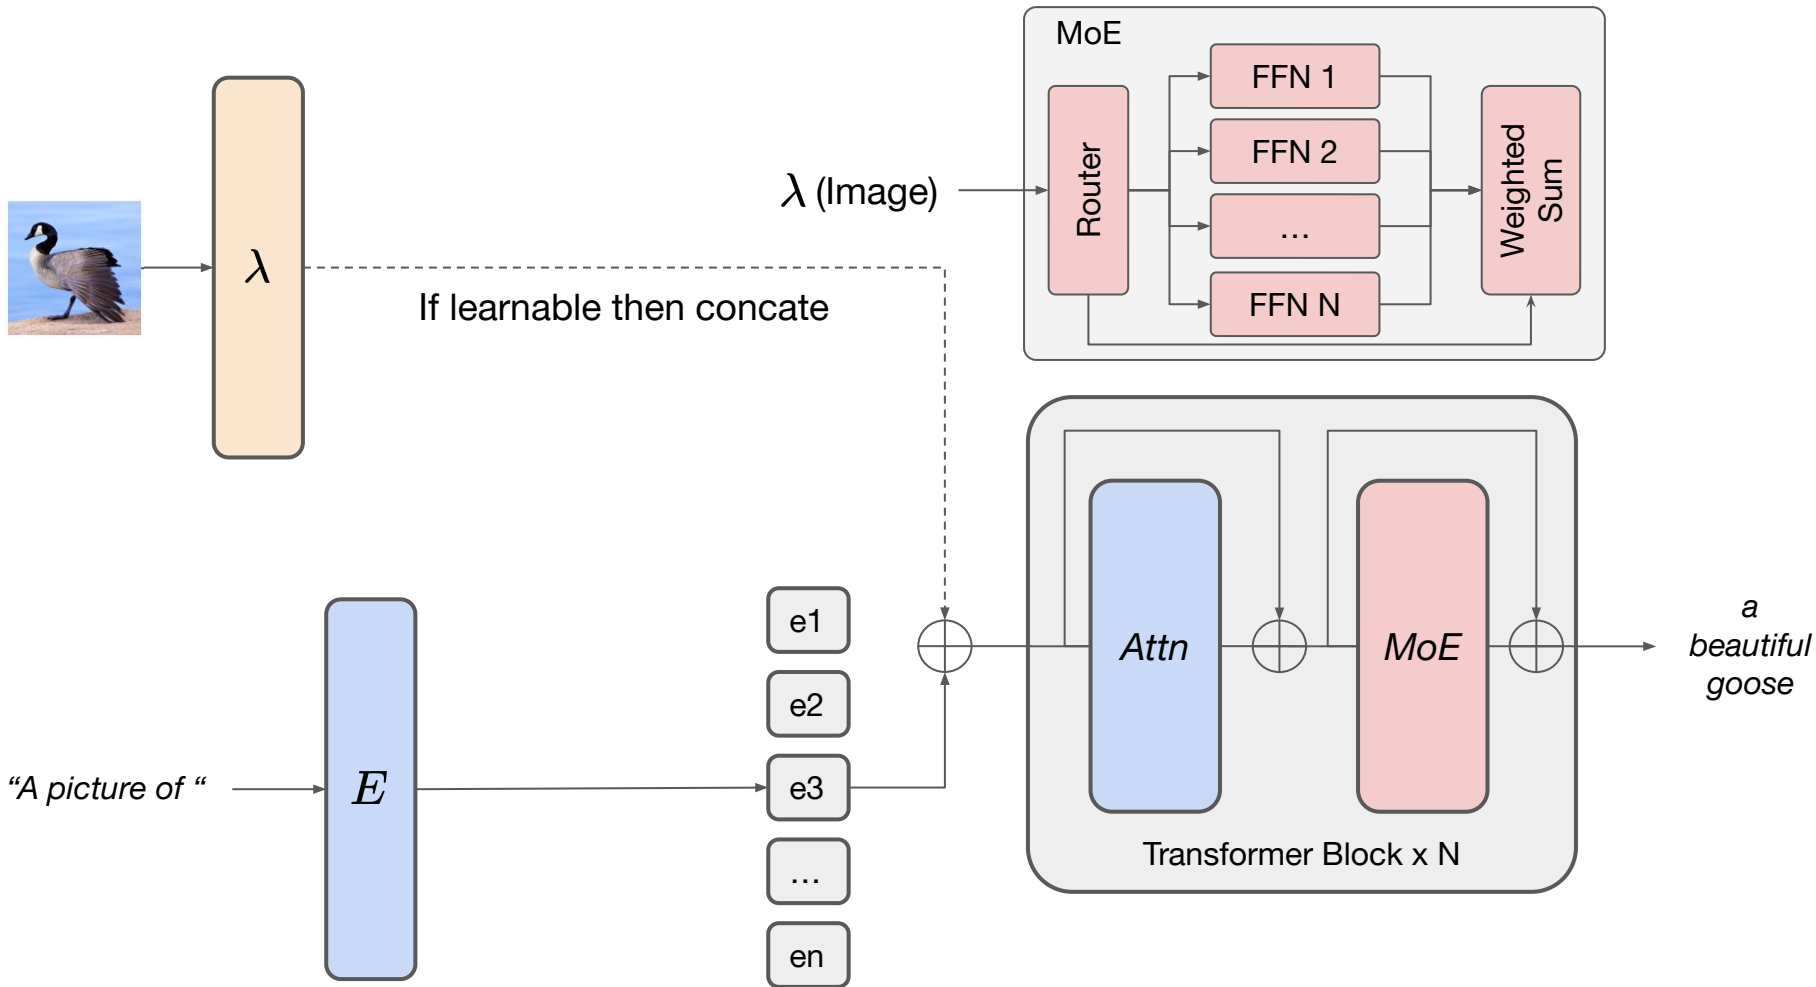 MoE
FFN 1
FFN 2
...
FFN N
Router
Weighted
Sum
λ (Image)
λ
If learnable then concate
e1
e2
e3
...
en
“A picture of “
E
Attn
MoE
Transformer Block x N
a
beautiful
goose